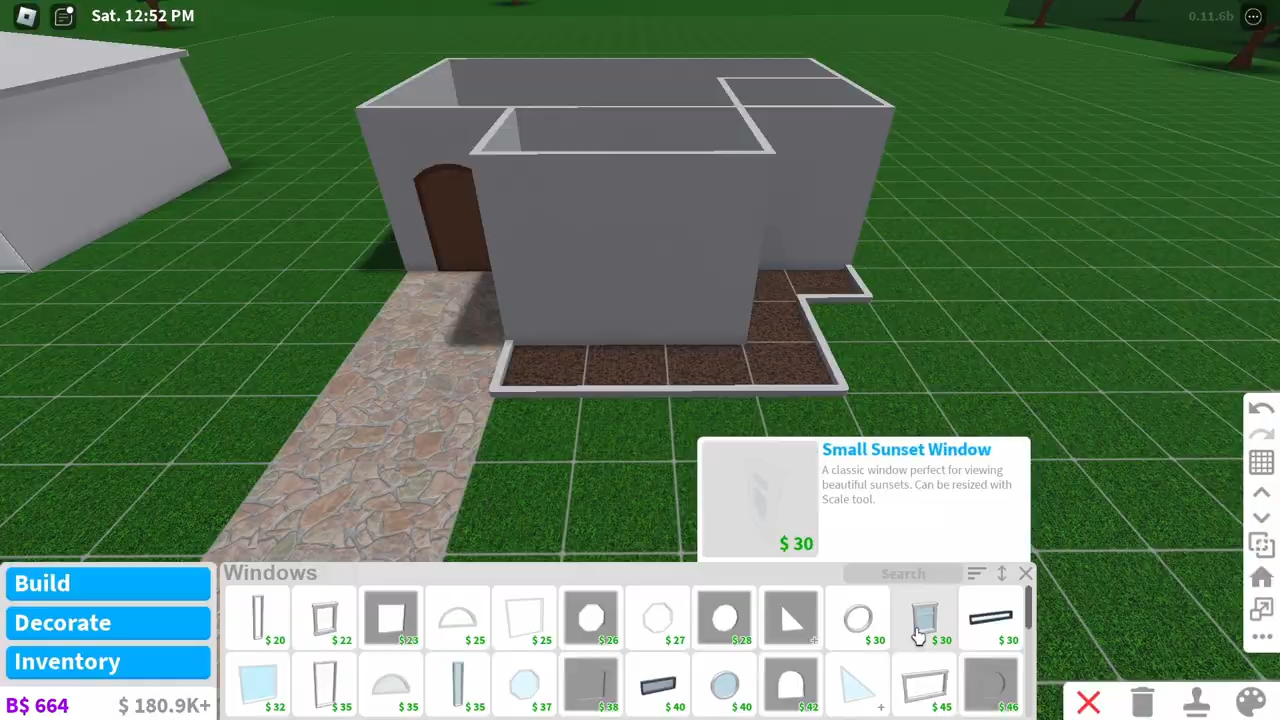 Sat. 12:52 PM
0.11.6b
Small Sunset Window
A classic window perfect for viewing
beautiful sunsets. Can be resized with
Scale tool.
$ 30
Build
Decorate
Inventory
B$ 664
$ 180.9K+
Windows
Search
$ 20
$ 22
$ 23
$ 25
$ 25
$ 26
$ 27
$ 28
+
$ 30
$ 30
$ 30
$ 32
$ 35
$ 35
$ 35
$ 37
$ 38
$ 40
$ 40
$ 42
+
$ 45
$ 46